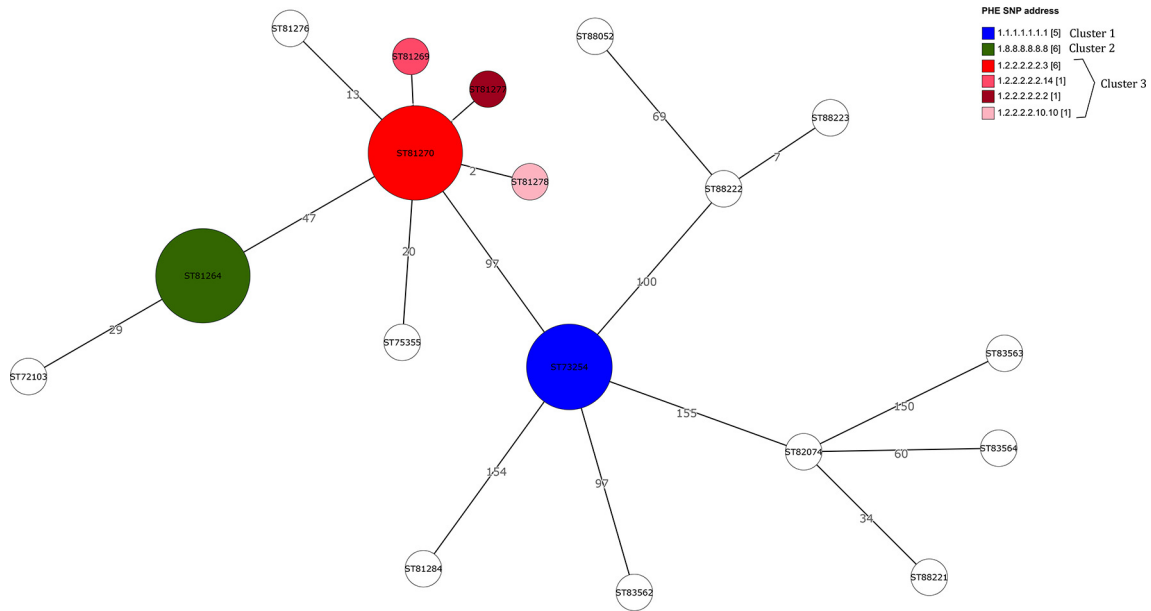 PHE SNP address
1.1.1.1.1.1.1 [5] Cluster 1
1.8.8.8.8.8.8 [6] Cluster 2
1.2.2.2.2.2.3 [6]
1.2.2.2.2.2.14 [1]
Cluster 3
1.2.2.2.2.2.2 [1]
1.2.2.2.2.10.10 [1]
ST81276
ST88052
ST81269
ST81277
13
69
ST88223
ST81270
7
2
ST81278
ST88222
47
20
97
ST81264
100
29
ST75355
ST83563
ST73254
ST72103
150
155
ST83564
ST82074
60
154
97
34
ST81284
ST88221
ST83562